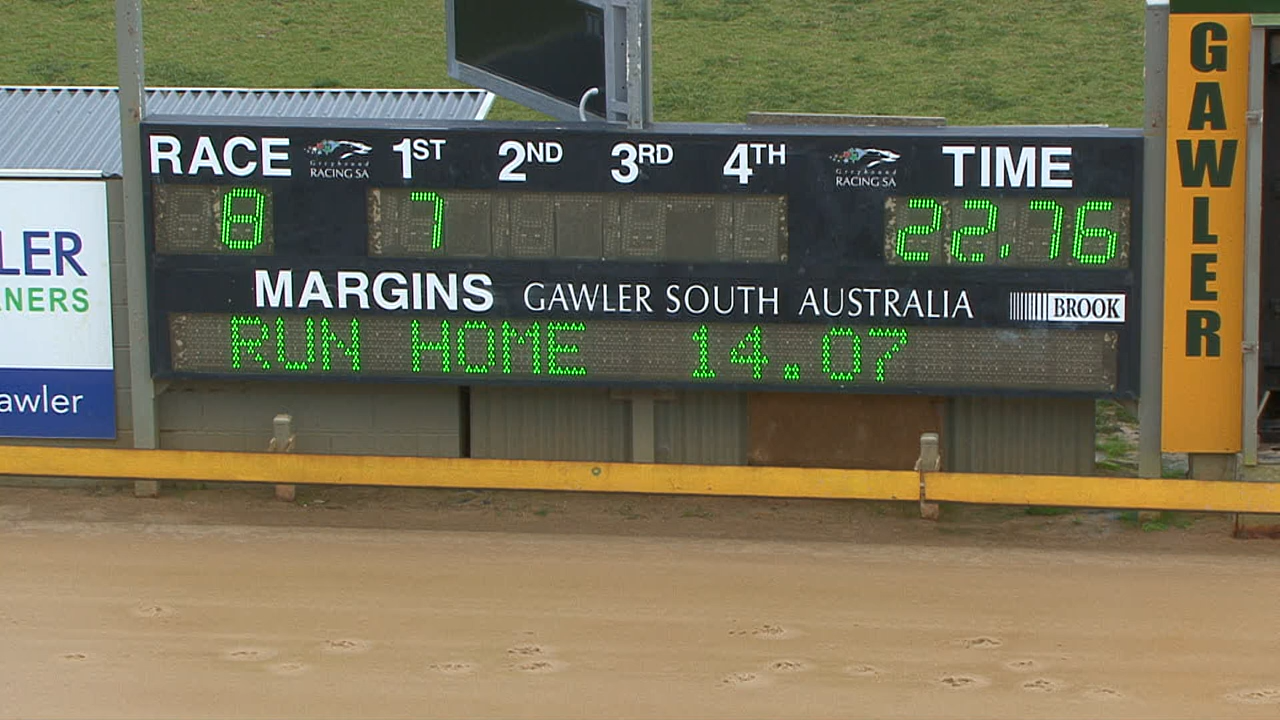 RACE
Greyhound
RACING SA
1ST
2ND
3RD
4TH
Greyhound
RACING SA
TIME
8
7
22.76
MARGINS
GAWLER SOUTH AUSTRALIA
BROOK
RUN HOME 14.07
GAWLER
LER
NERS
awler